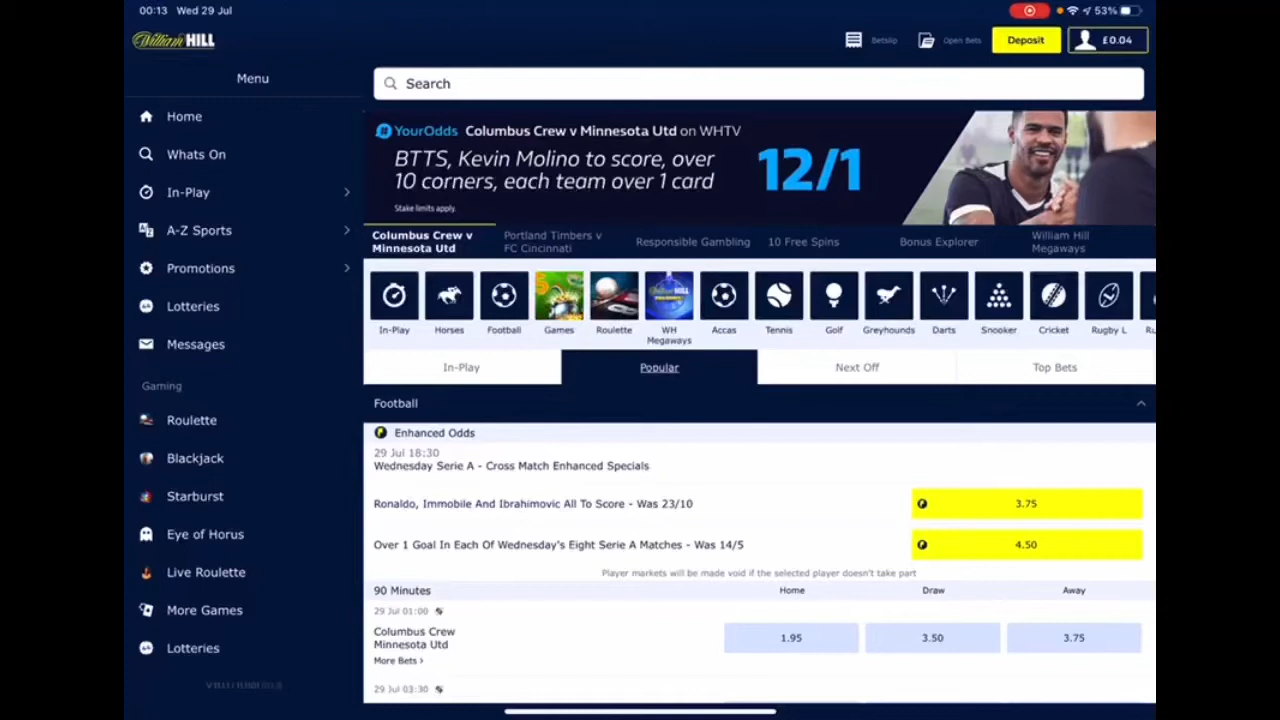 00:13 Wed 29 Jul
53%
William HILL
Betslip
Open Bets
Deposit
£0.04
Menu
Search
Home
Whats On
In-Play
A-Z Sports
Promotions
Lotteries
Messages
Gaming
Roulette
Blackjack
Starburst
Eye of Horus
Live Roulette
More Games
Lotteries
#YourOdds Columbus Crew v Minnesota Utd on WHTV
BTTS, Kevin Molino to score, over
10 corners, each team over 1 card
12/1
Stake limits apply.
Columbus Crew v
Minnesota Utd
Portland Timbers v
FC Cincinnati
Responsible Gambling
10 Free Spins
Bonus Explorer
William Hill
Megaways
In-Play
Horses
Football
Games
Roulette
WH
Megaways
Accas
Tennis
Golf
Greyhounds
Darts
Snooker
Cricket
Rugby L
In-Play
Popular
Next Off
Top Bets
Football
Enhanced Odds
29 Jul 18:30
Wednesday Serie A - Cross Match Enhanced Specials
Ronaldo, Immobile And Ibrahimovic All To Score - Was 23/10
3.75
Over 1 Goal In Each Of Wednesday's Eight Serie A Matches - Was 14/5
4.50
Player markets will be made void if the selected player doesn't take part
90 Minutes Home Draw Away
29 Jul 01:00
Columbus Crew
Minnesota Utd
1.95 3.50 3.75
More Bets >
29 Jul 03:30